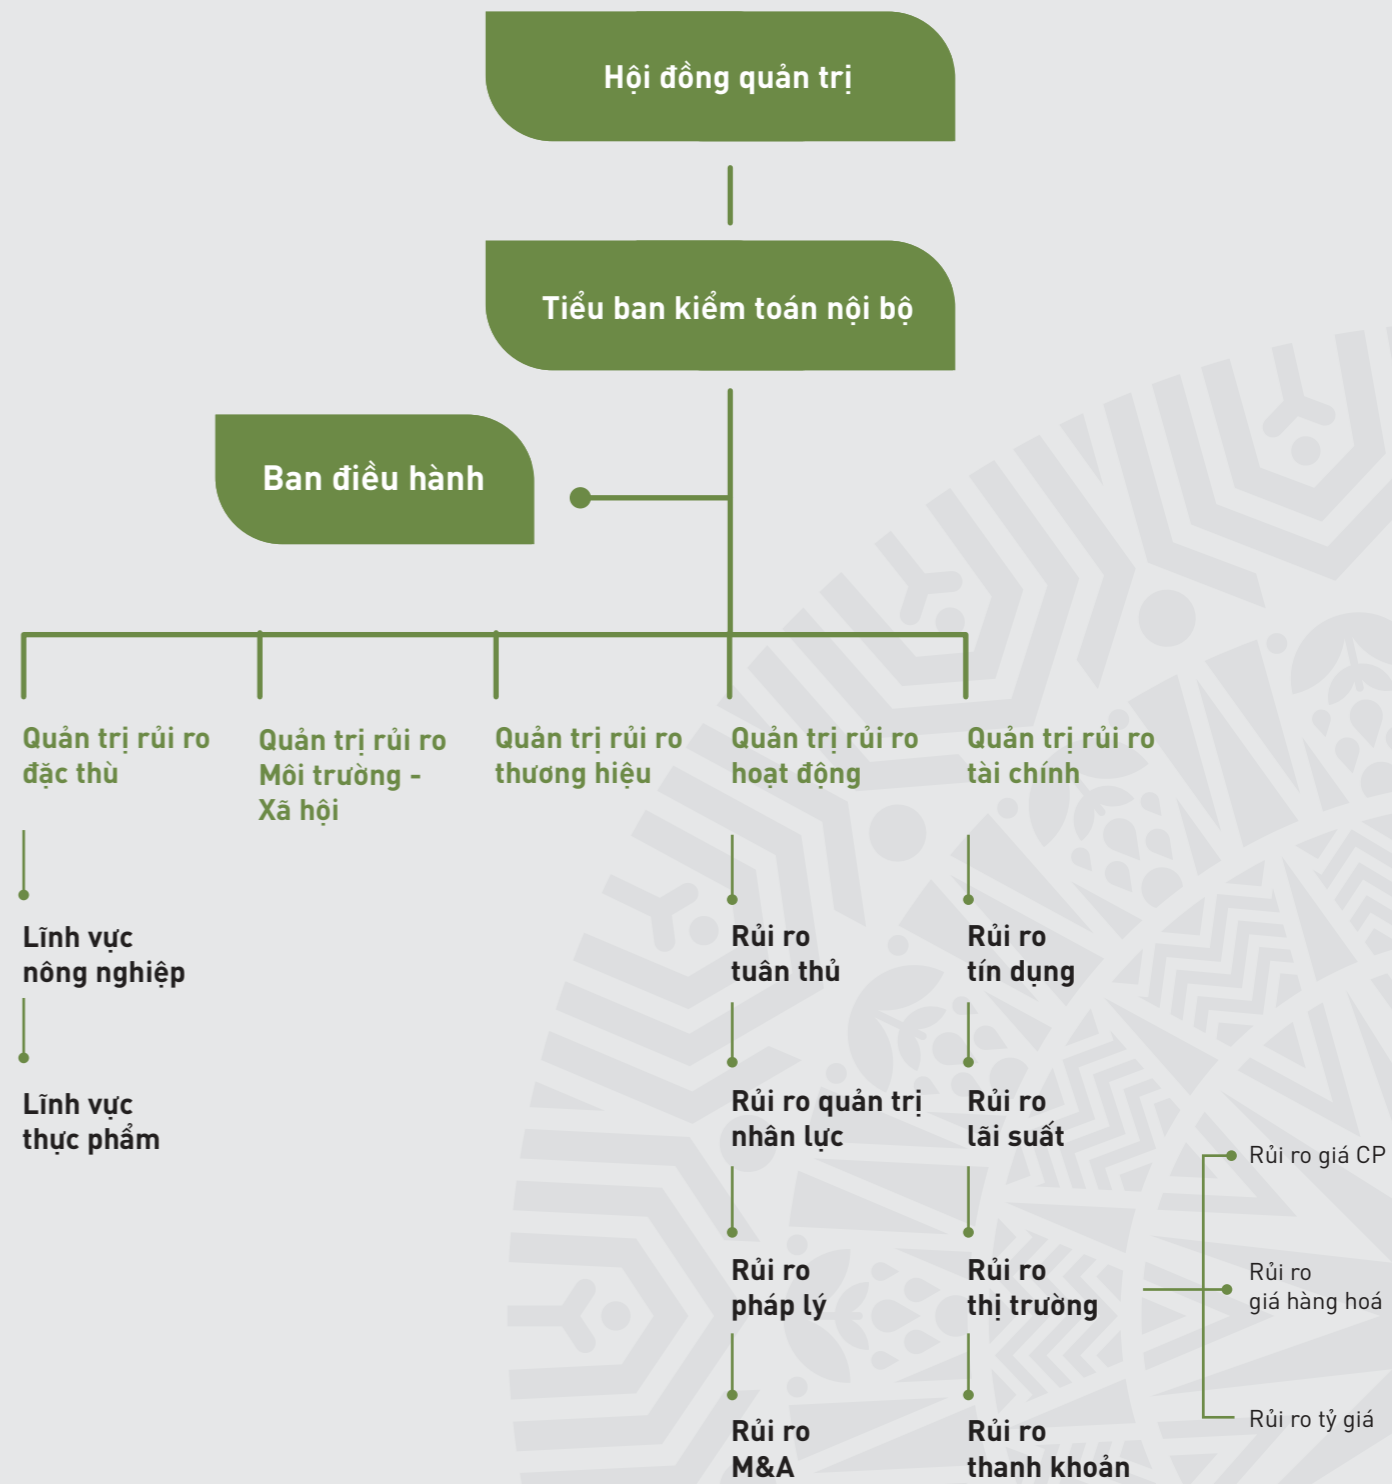 Hội đồng quản trị
Tiểu ban kiểm toán nội bộ
Ban điều hành
Quản trị rủi ro
đặc thù
Quản trị rủi ro
Môi trường -
Xã hội
Quản trị rủi ro
thương hiệu
Quản trị rủi ro
hoạt động
Quản trị rủi ro
tài chính
Lĩnh vực
nông nghiệp
Lĩnh vực
thực phẩm
Rủi ro
tuân thủ
Rủi ro quản trị
nhân lực
Rủi ro
pháp lý
Rủi ro
M&A
Rủi ro
tín dụng
Rủi ro
lãi suất
Rủi ro
thị trường
Rủi ro
thanh khoản
Rủi ro giá CP
Rủi ro
giá hàng hoá
Rủi ro tỷ giá